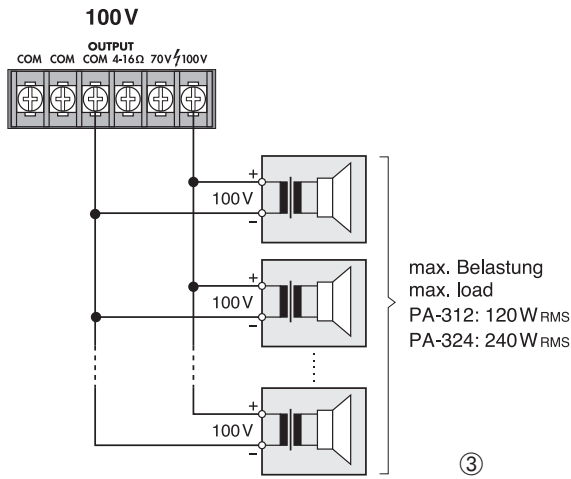 100 V
OUTPUT
COM COM COM 4-16Ω 70V 100V
+
100 V
−
+
100 V
−
+
100 V
−
max. Belastung
max. load
PA-312: 120 W RMS
PA-324: 240 W RMS
③